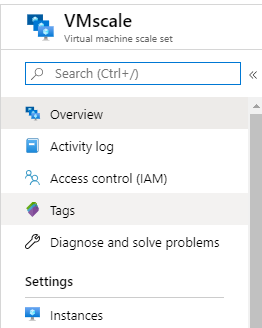 VMscale
Virtual machine scale set
Search (Ctrl+/)
«
Overview
Activity log
Access control (IAM)
Tags
Diagnose and solve problems
Settings
Instances